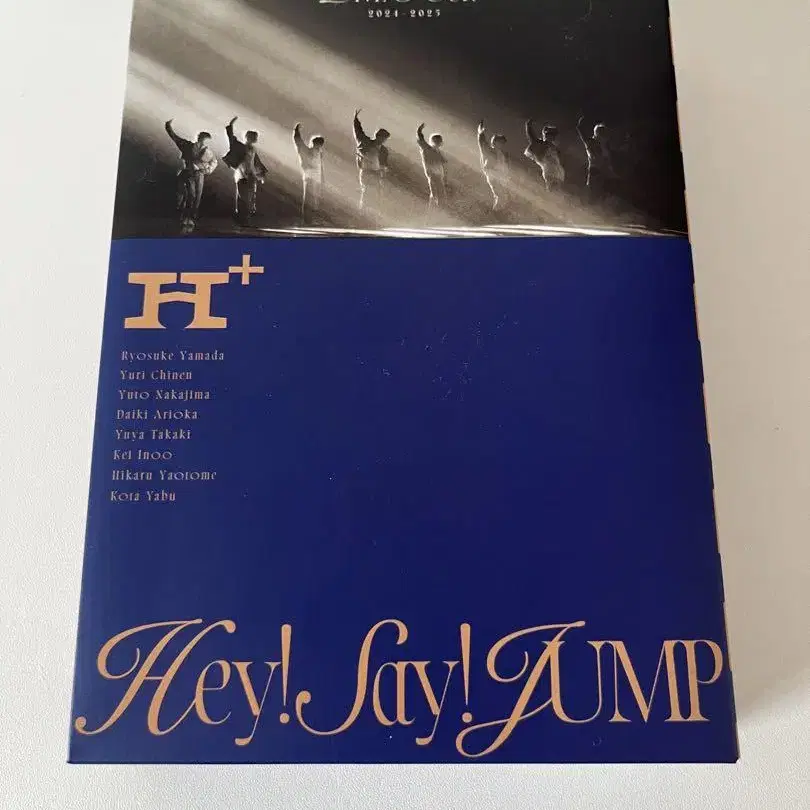 2024-2025
H+
Ryosuke Yamada
Yuri Chinen
Yuto Nakajima
Daiki Arioka
Yuya Takaki
Kei Inoo
Hikaru Yaotome
Kota Yabu
Hey! Say! JUMP